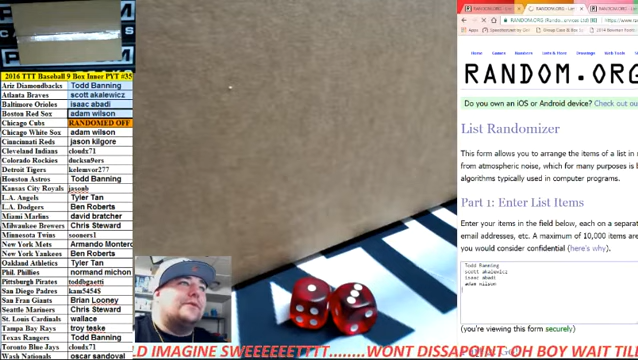 2016 TTT Baseball 9 Box Inner PYT #35
Ariz Diamondbacks Todd Banning
Atlanta Braves scott akalewicz
Baltimore Orioles isaac abadi
Boston Red Sox adam wilson
Chicago Cubs RANDOMED OFF
Chicago White Sox adam wilson
Cincinnati Reds jason kilgore
Cleveland Indians cloudx71
Colorado Rockies ducksn9ers
Detroit Tigers kelemvor277
Houston Astros Todd Banning
Kansas City Royals jasonb
L.A. Angels Tyler Tan
L.A. Dodgers Ben Roberts
Miami Marlins david bratcher
Milwaukee Brewers Chris Steward
Minnesota Twins sooners1
New York Mets Armando Montero
New York Yankees Ben Roberts
Oakland Athletics Tyler Tan
Phil. Phillies normand michon
Pittsburgh Pirates toddbgaetti
San Diego Padres kam5454S
San Fran Giants Brian Looney
Seattle Mariners Chris Steward
St. Louis Cardinals wallace
Tampa Bay Rays troy teske
Texas Rangers Todd Banning
Toronto Blue Jays cloudx71
Wash Nationals oscar sandoval
RANDOM.ORG
Do you own an iOS or Android device? Check out
List Randomizer
This form allows you to arrange the items of a list in
from atmospheric noise, which for many purposes is b
algorithms typically used in computer programs.
Part 1: Enter List Items
Enter your items in the field below, each on a separat
email addresses, etc. A maximum of 10,000 items are
you would consider confidential (here's why).
Todd Banning
scott akalewicz
isaac abadi
adam wilson
(you're viewing this form securely)
LD IMAGINE SWEEEEEETTT........WONT DISSAPOINT OH BOY WAIT TIL